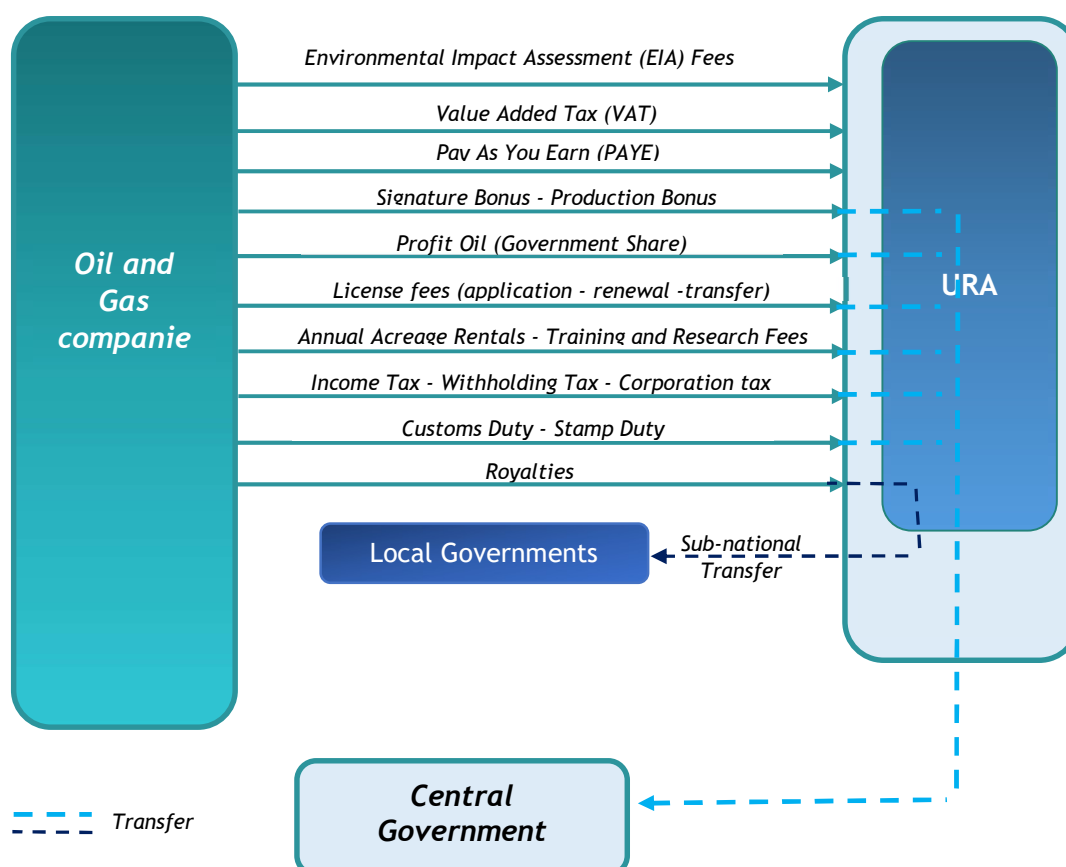 Environmental Impact Assessment (EIA) Fees
Value Added Tax (VAT)
Pay As You Earn (PAYE)
Signature Bonus - Production Bonus
Profit Oil (Government Share)
License fees (application - renewal -transfer)
Annual Acreage Rentals - Training and Research Fees
Income Tax - Withholding Tax - Corporation tax
Customs Duty - Stamp Duty
Royalties
Oil and
Gas
companie
URA
Local Governments
Sub-national
Transfer
Central
Government
Transfer